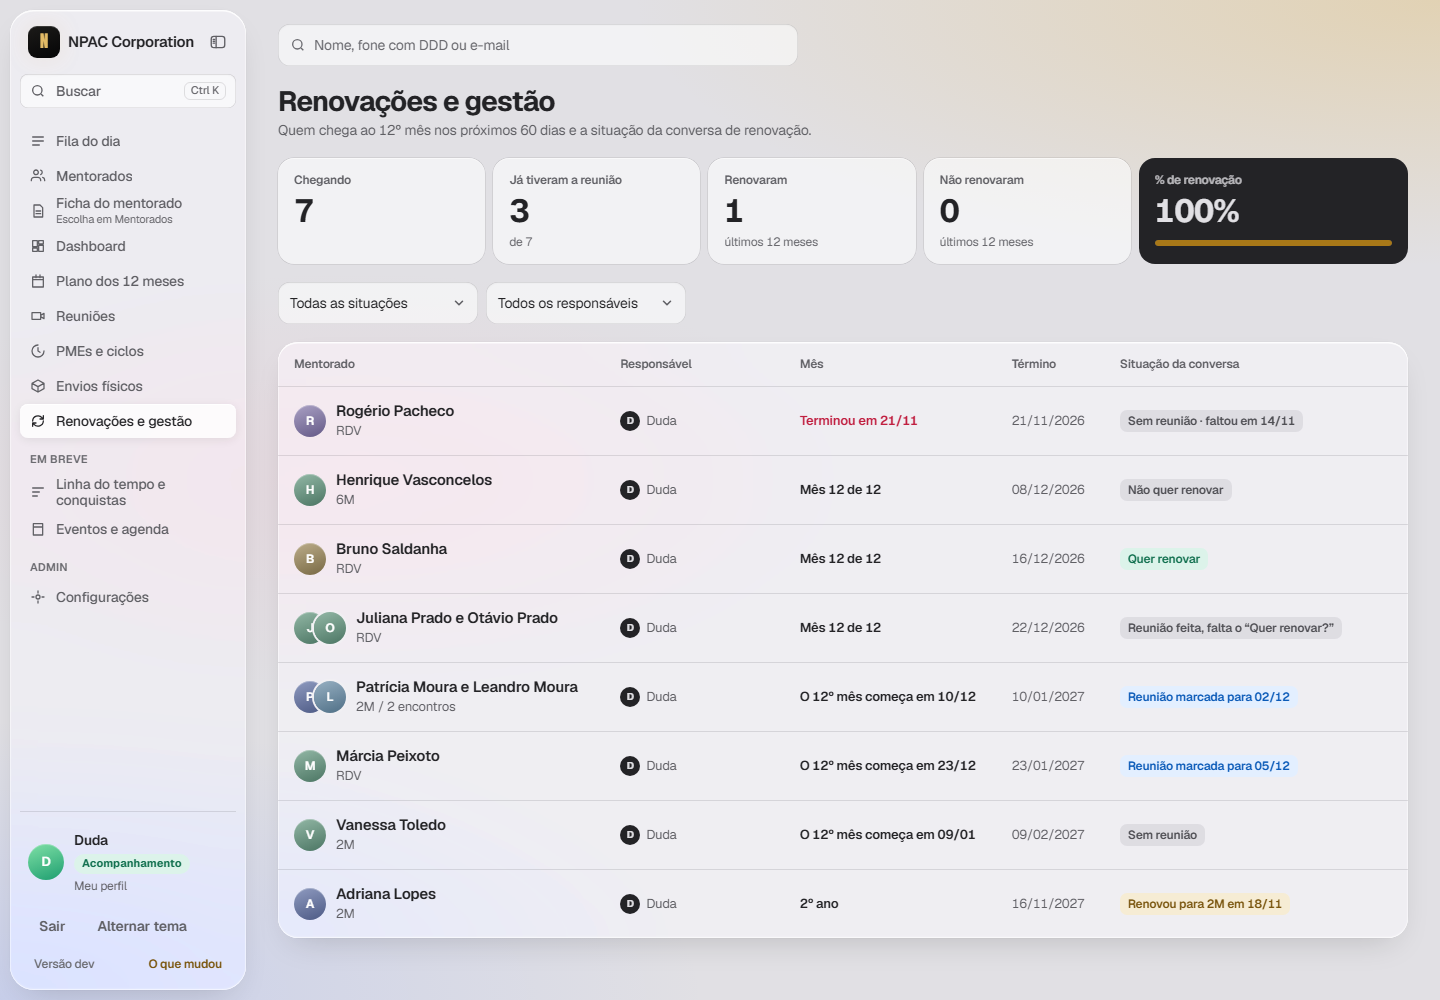 N
NPAC Corporation
Buscar
Ctrl K
Fila do dia
Mentorados
Ficha do mentorado
Escolha em Mentorados
Dashboard
Plano dos 12 meses
Reuniões
PMEs e ciclos
Envios físicos
Renovações e gestão
EM BREVE
Linha do tempo e
conquistas
Eventos e agenda
ADMIN
Configurações
D
Duda
Acompanhamento
Meu perfil
Sair
Alternar tema
Versão dev
O que mudou
Nome, fone com DDD ou e-mail
Renovações e gestão
Quem chega ao 12º mês nos próximos 60 dias e a situação da conversa de renovação.
Chegando
7
Já tiveram a reunião
3
de 7
Renovaram
1
últimos 12 meses
Não renovaram
0
últimos 12 meses
% de renovação
100%
Todas as situações
Todos os responsáveis
Mentorado Responsável Mês Término Situação da conversa
R Rogério Pacheco
RDV
D Duda Terminou em 21/11 21/11/2026 Sem reunião · faltou em 14/11
H Henrique Vasconcelos
6M
D Duda Mês 12 de 12 08/12/2026 Não quer renovar
B Bruno Saldanha
RDV
D Duda Mês 12 de 12 16/12/2026 Quer renovar
J O Juliana Prado e Otávio Prado
RDV
D Duda Mês 12 de 12 22/12/2026 Reunião feita, falta o “Quer renovar?”
P L Patrícia Moura e Leandro Moura
2M / 2 encontros
D Duda O 12º mês começa em 10/12 10/01/2027 Reunião marcada para 02/12
M Márcia Peixoto
RDV
D Duda O 12º mês começa em 23/12 23/01/2027 Reunião marcada para 05/12
V Vanessa Toledo
2M
D Duda O 12º mês começa em 09/01 09/02/2027 Sem reunião
A Adriana Lopes
2M
D Duda 2º ano 16/11/2027 Renovou para 2M em 18/11